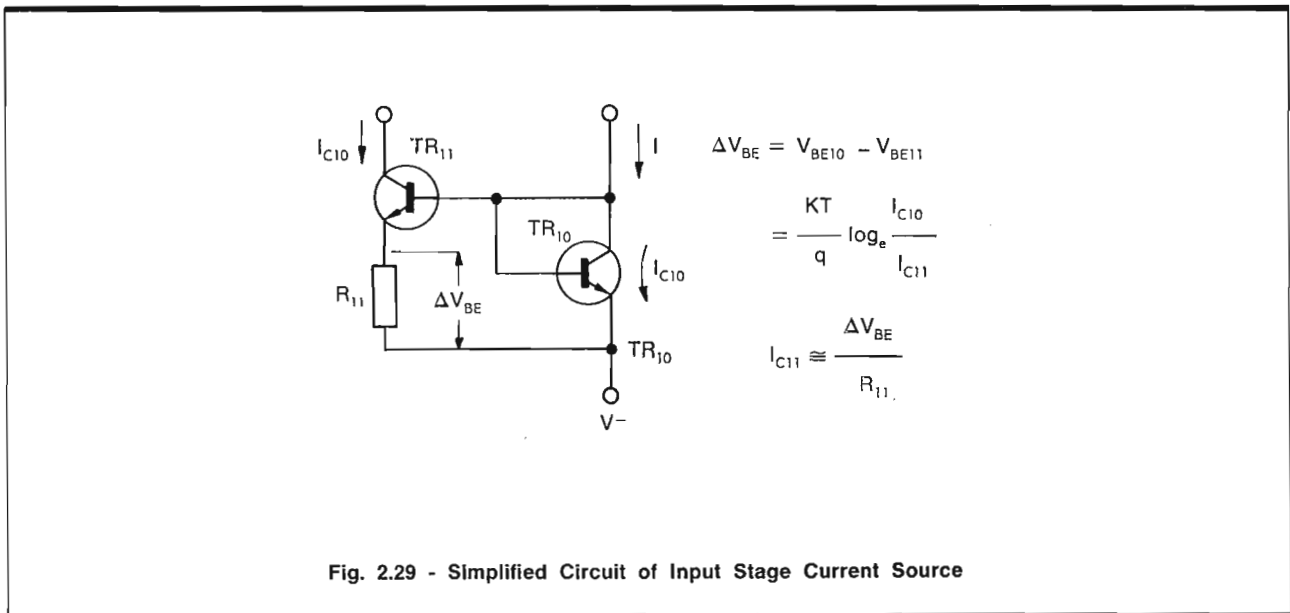 I_C10
TR_11
I
ΔV_BE = V_BE10 − V_BE11
TR_10
= KT/q log_e I_C10/I_C11
I_C10
R_11
ΔV_BE
I_C11 ≅ ΔV_BE/R_11
TR_10
V−
Fig. 2.29 - Simplified Circuit of Input Stage Current Source